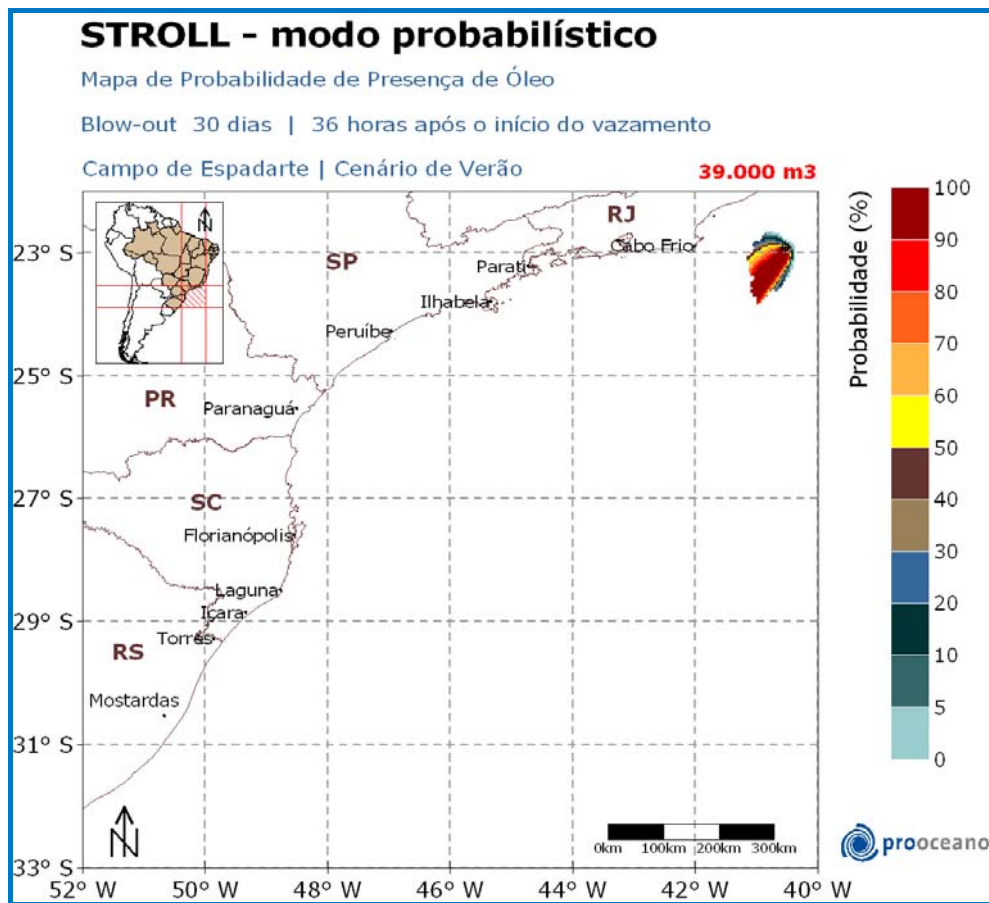 STROLL - modo probabilístico
Mapa de Probabilidade de Presença de Óleo
Blow-out 30 dias | 36 horas após o início do vazamento
Campo de Espadarte | Cenário de Verão
39.000 m3
N
RJ
Cabo Frio
SP
Parati
Ilhabela
Peruíbe
PR
Paranaguá
SC
Florianópolis
Laguna
Içara
Torres
RS
Mostardas
N
0km 100km 200km 300km
23° S
25° S
27° S
29° S
31° S
33° S
52° W 50° W 48° W 46° W 44° W 42° W 40° W
Probabilidade (%)
100
90
80
70
60
50
40
30
20
10
5
0
prooceano